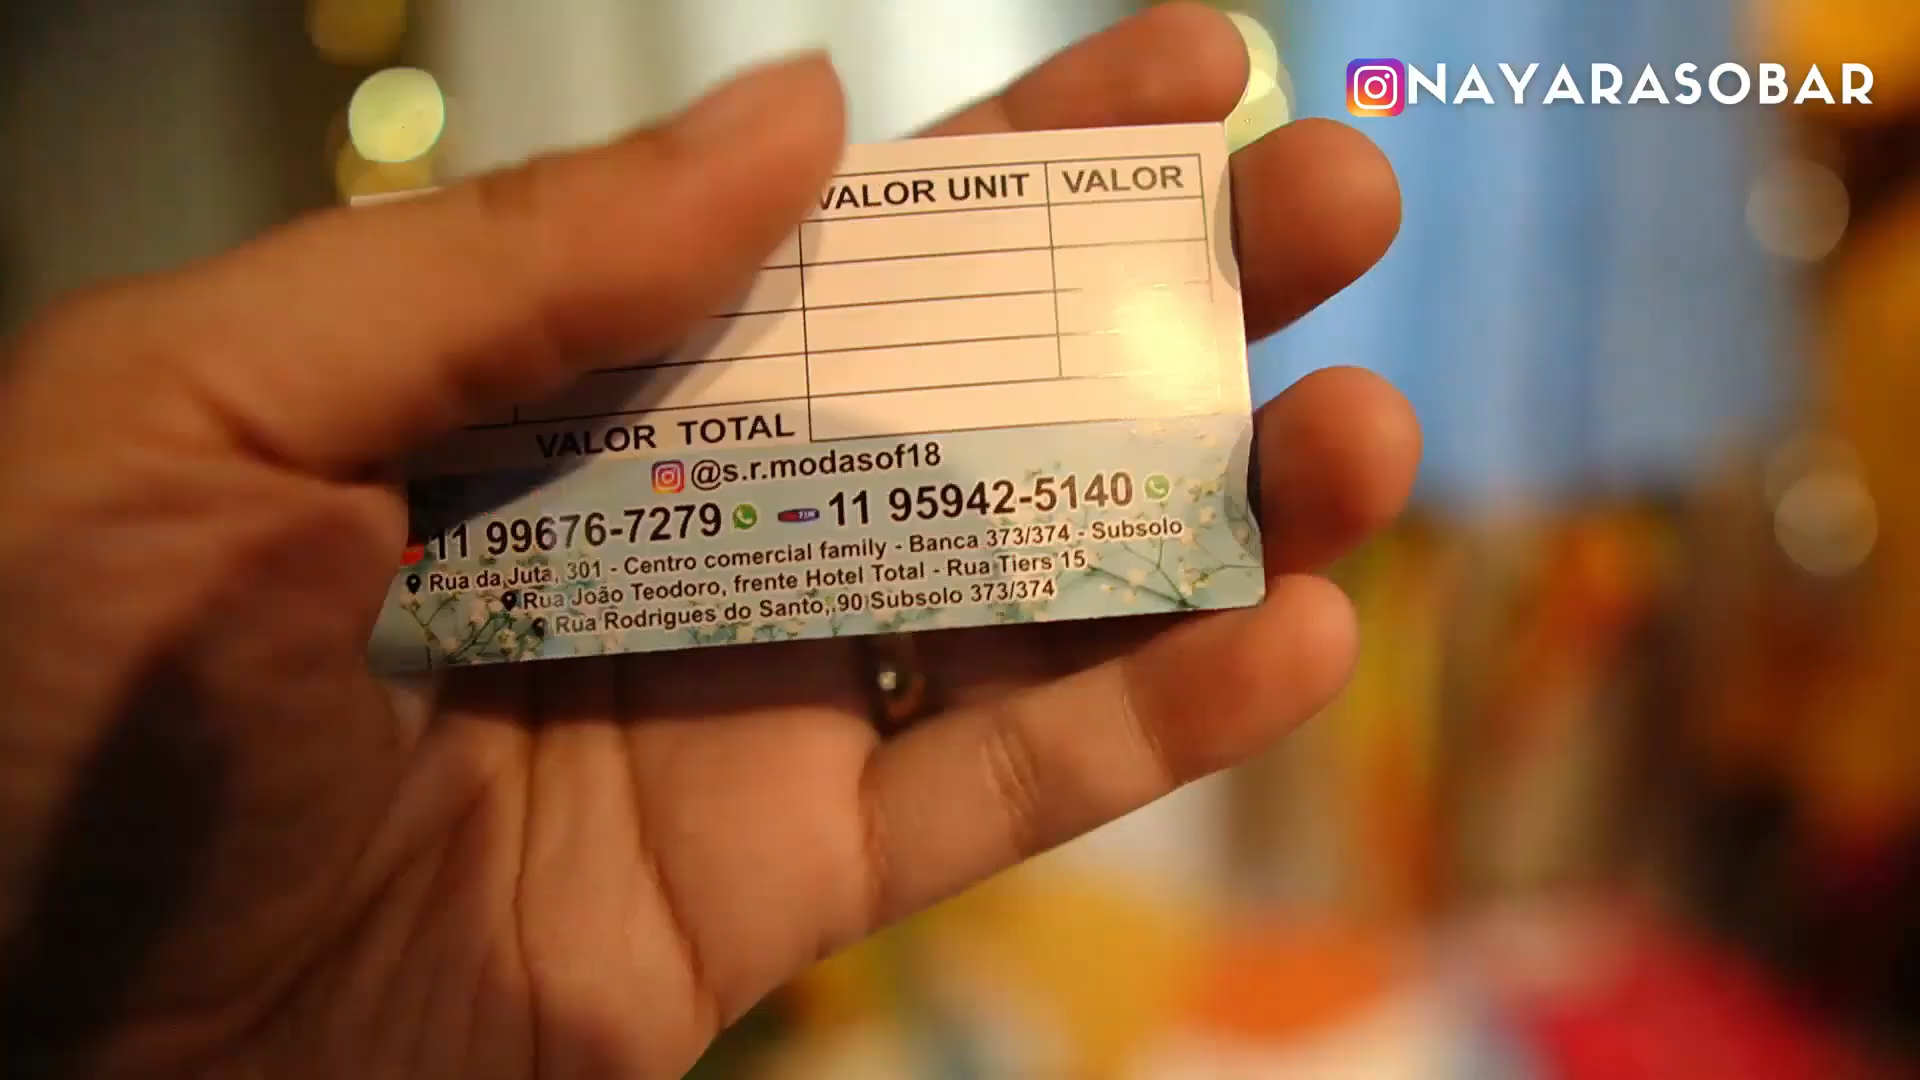 NAYARASOBAR
VALOR UNIT VALOR
VALOR TOTAL
@s.r.modasof18
11 99676-7279 TIM 11 95942-5140
Rua da Juta, 301 - Centro comercial family - Banca 373/374 - Subsolo
Rua João Teodoro, frente Hotel Total - Rua Tiers 15
Rua Rodrigues do Santo, 90 Subsolo 373/374